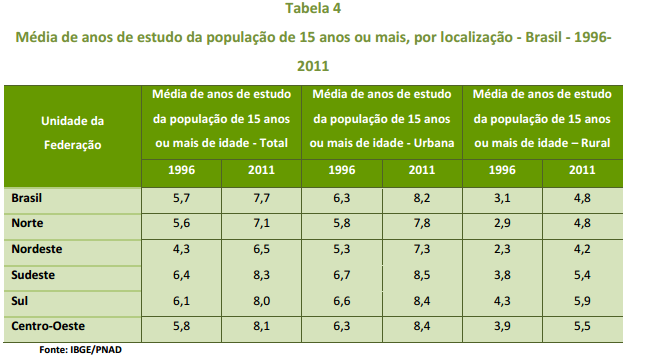 Tabela 4
Média de anos de estudo da população de 15 anos ou mais, por localização - Brasil - 1996-
2011
Unidade da
Federação
Média de anos de estudo
da população de 15 anos
ou mais de idade - Total
Média de anos de estudo
da população de 15 anos
ou mais de idade - Urbana
Média de anos de estudo
da população de 15 anos
ou mais de idade – Rural
1996 2011 1996 2011 1996 2011
Brasil 5,7 7,7 6,3 8,2 3,1 4,8
Norte 5,6 7,1 5,8 7,8 2,9 4,8
Nordeste 4,3 6,5 5,3 7,3 2,3 4,2
Sudeste 6,4 8,3 6,7 8,5 3,8 5,4
Sul 6,1 8,0 6,6 8,4 4,3 5,9
Centro-Oeste 5,8 8,1 6,3 8,4 3,9 5,5
Fonte: IBGE/PNAD